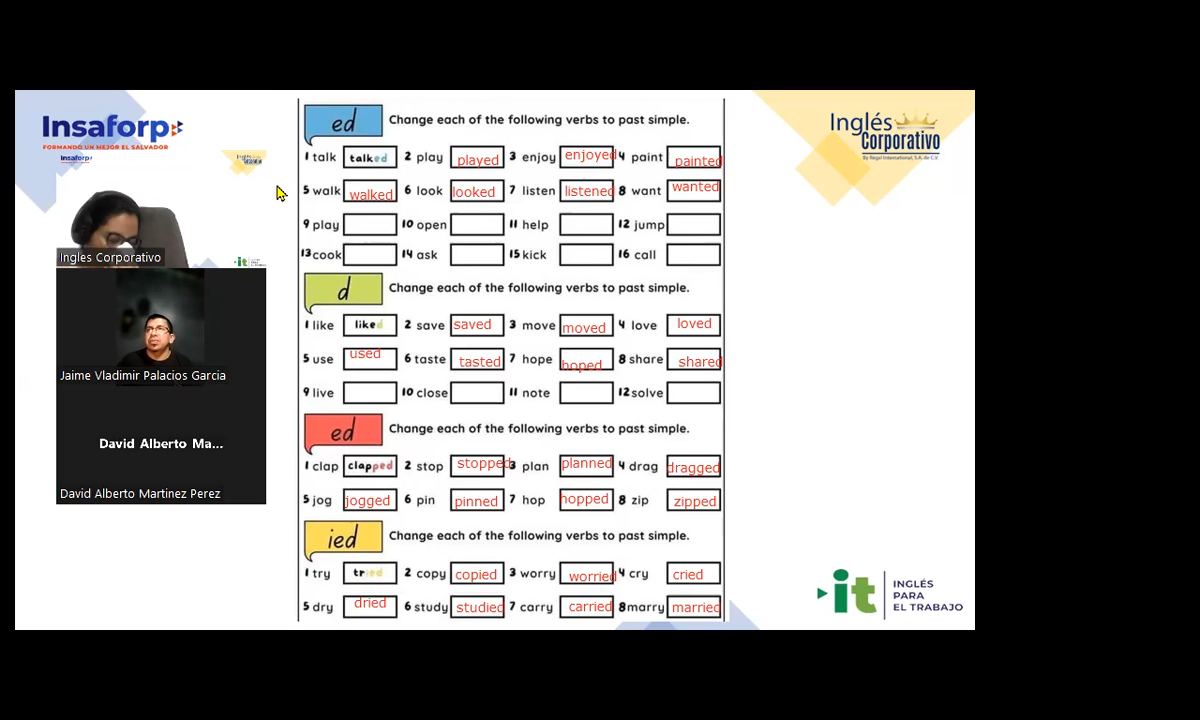 Insaforp
FORMANDO UN MEJOR EL SALVADOR
Insaforp
Inglés
Corporativo
By Regal International, S.A. de C.V.
Ingles Corporativo
Jaime Vladimir Palacios Garcia
David Alberto Ma...
David Alberto Martinez Perez
ed Change each of the following verbs to past simple.
1 talk talked 2 play played 3 enjoy enjoyed 4 paint painted
5 walk walked 6 look looked 7 listen listened 8 want wanted
9 play 10 open 11 help 12 jump
13 cook 14 ask 15 kick 16 call
d Change each of the following verbs to past simple.
1 like liked 2 save saved 3 move moved 4 love loved
5 use used 6 taste tasted 7 hope hoped 8 share shared
9 live 10 close 11 note 12 solve
ed Change each of the following verbs to past simple.
1 clap clapped 2 stop stopped 3 plan planned 4 drag dragged
5 jog jogged 6 pin pinned 7 hop hopped 8 zip zipped
ied Change each of the following verbs to past simple.
1 try tried 2 copy copied 3 worry worried 4 cry cried
5 dry dried 6 study studied 7 carry carried 8 marry married
it
INGLÉS
PARA
EL TRABAJO